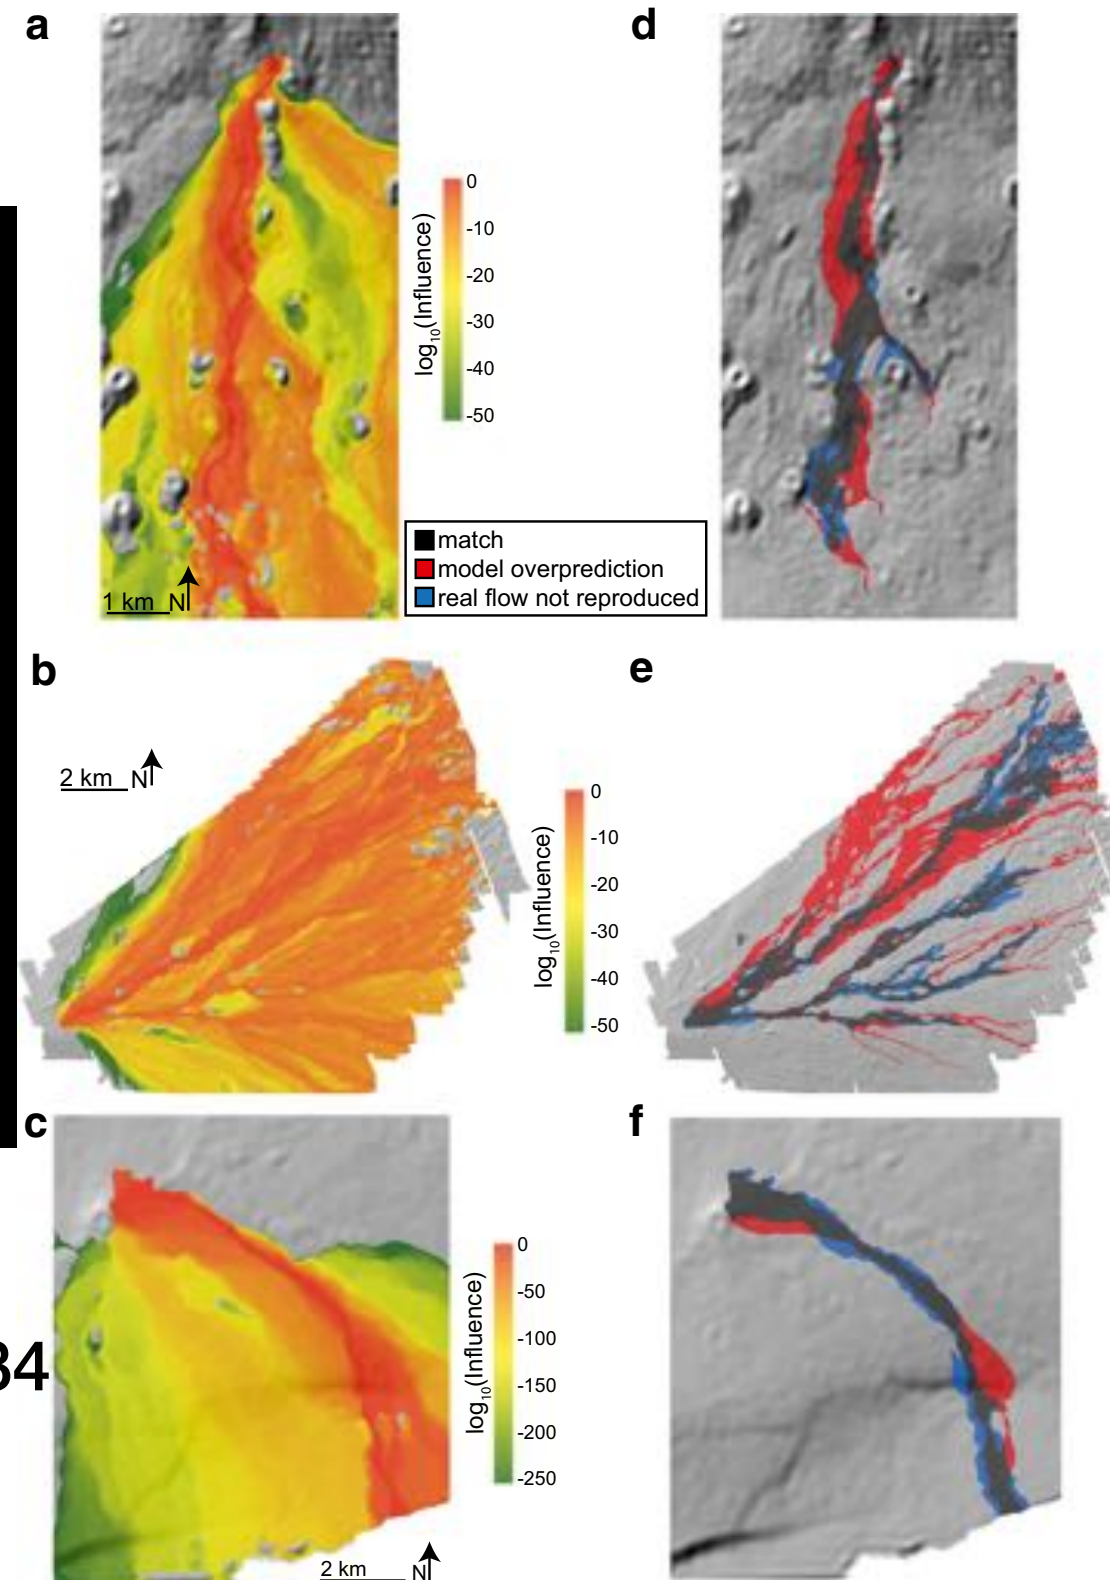 a
d
0
-10
-20
-30
-40
-50
log10(Influence)
match
model overprediction
real flow not reproduced
1 km N
b
e
2 km N
0
-10
-20
-30
-40
-50
log10(Influence)
c
f
0
-50
-100
-150
-200
-250
log10(Influence)
34
2 km N